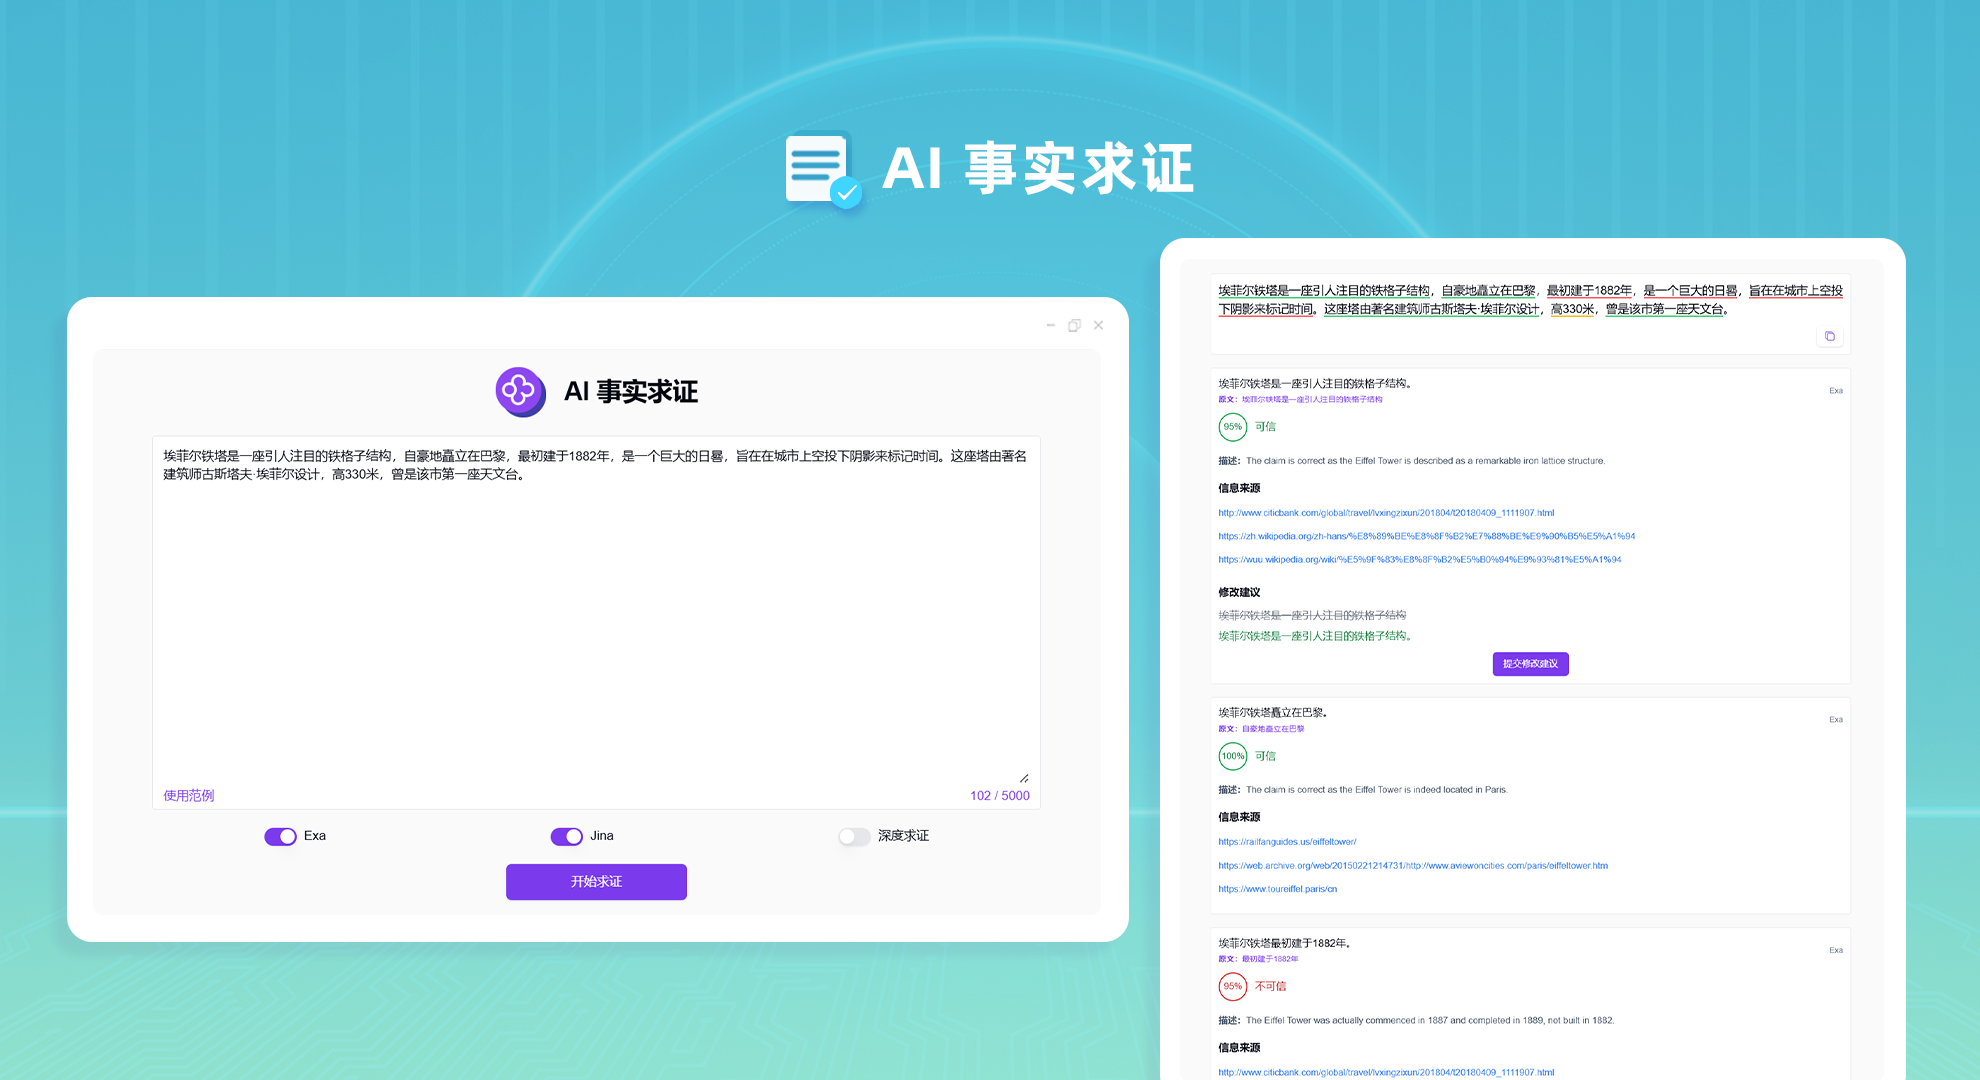 AI 事实求证
AI 事实求证
埃菲尔铁塔是一座引人注目的铁格子结构，自豪地矗立在巴黎，最初建于1882年，是一个巨大的日晷，旨在在城市上空投下阴影来标记时间。这座塔由著名
建筑师古斯塔夫·埃菲尔设计，高330米，曾是该市第一座天文台。
使用范例
102 / 5000
Exa
Jina
深度求证
开始求证
埃菲尔铁塔是一座引人注目的铁格子结构，自豪地矗立在巴黎，最初建于1882年，是一个巨大的日晷，旨在在城市上空投
下阴影来标记时间。这座塔由著名建筑师古斯塔夫·埃菲尔设计，高330米，曾是该市第一座天文台。
埃菲尔铁塔是一座引人注目的铁格子结构。
Exa
原文：埃菲尔铁塔是一座引人注目的铁格子结构
95% 可信
描述：The claim is correct as the Eiffel Tower is described as a remarkable iron lattice structure.
信息来源
http://www.citicbank.com/global/travel/lvxingzixun/201804/t20180409_1111907.html
https://zh.wikipedia.org/zh-hans/%E8%89%BE%E8%8F%B2%E7%88%BE%E9%90%B5%E5%A1%94
https://wuu.wikipedia.org/wiki/%E5%9F%83%E8%8F%B2%E5%B0%94%E9%93%81%E5%A1%94
修改建议
埃菲尔铁塔是一座引人注目的铁格子结构
埃菲尔铁塔是一座引人注目的铁格子结构。
提交修改建议
埃菲尔铁塔矗立在巴黎。
Exa
原文：自豪地矗立在巴黎
100% 可信
描述：The claim is correct as the Eiffel Tower is indeed located in Paris.
信息来源
https://railfanguides.us/eiffeltower/
https://web.archive.org/web/20150221214731/http://www.aviewoncities.com/paris/eiffeltower.htm
https://www.toureiffel.paris/cn
埃菲尔铁塔最初建于1882年。
Exa
原文：最初建于1882年
95% 不可信
描述：The Eiffel Tower was actually commenced in 1887 and completed in 1889, not built in 1882.
信息来源
http://www.citicbank.com/global/travel/lvxingzixun/201804/t20180409_1111907.html